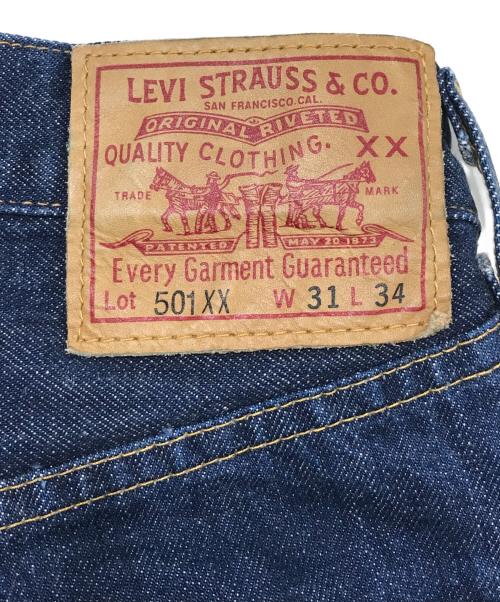 LEVI STRAUSS & CO.
SAN FRANCISCO, CAL.
ORIGINAL RIVETED
QUALITY CLOTHING. XX
TRADE MARK
PATENTED MAY 20.1873
Every Garment Guaranteed
Lot 501XX W 31 L 34